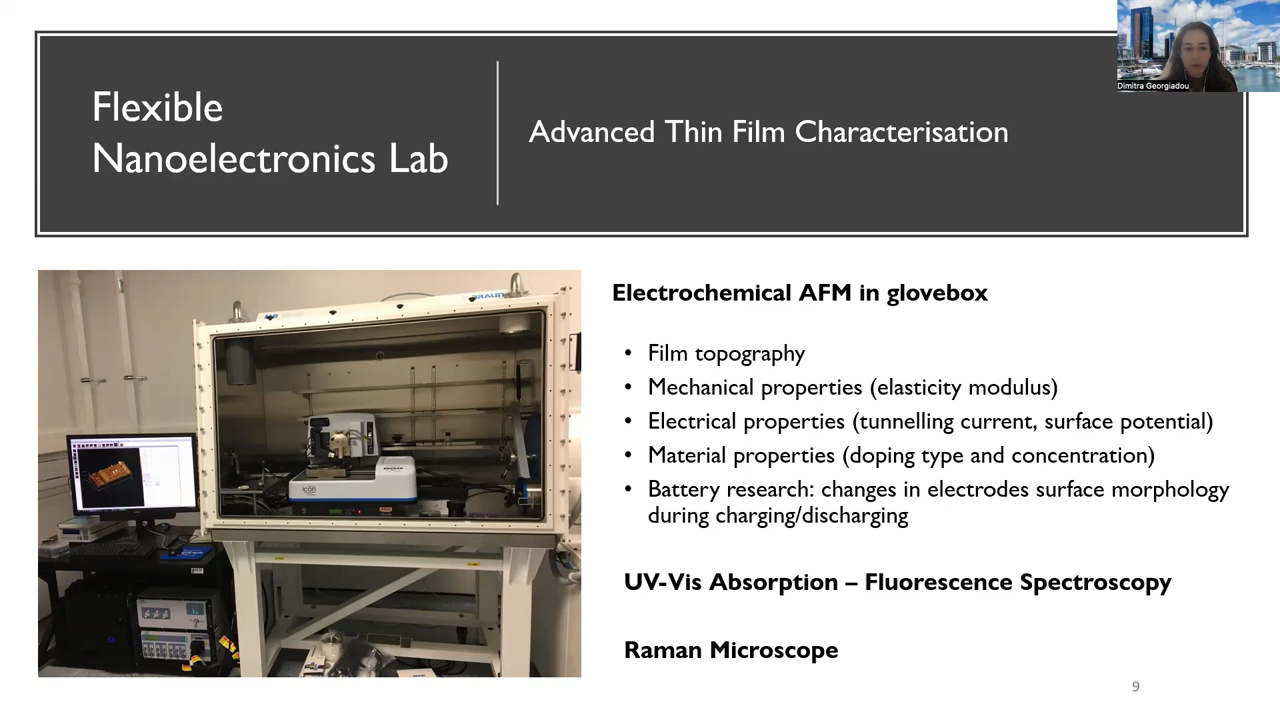 Dimitra Georgiadou
Flexible
Nanoelectronics Lab
Advanced Thin Film Characterisation
BRAUN
Electrochemical AFM in glovebox
• Film topography
• Mechanical properties (elasticity modulus)
• Electrical properties (tunnelling current, surface potential)
• Material properties (doping type and concentration)
• Battery research: changes in electrodes surface morphology
during charging/discharging
UV-Vis Absorption – Fluorescence Spectroscopy
Raman Microscope
9